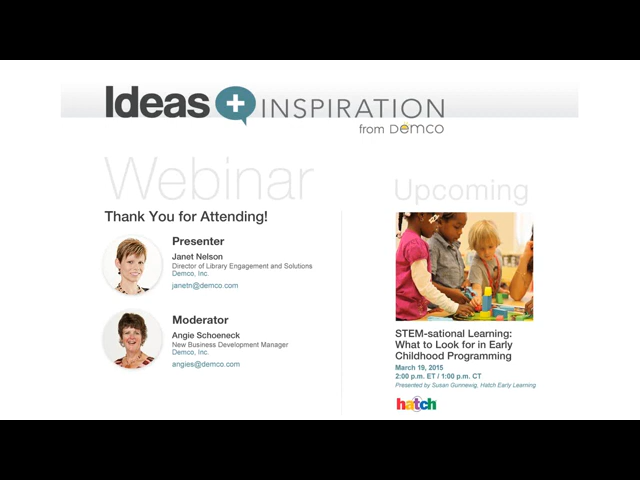 Ideas + INSPIRATION
from Demco
Webinar
Thank You for Attending!
Presenter
Janet Nelson
Director of Library Engagement and Solutions
Demco, Inc.
janetn@demco.com
Moderator
Angie Schoeneck
New Business Development Manager
Demco, Inc.
angies@demco.com
Upcoming
STEM-sational Learning:
What to Look for in Early
Childhood Programming
March 19, 2015
2:00 p.m. ET / 1:00 p.m. CT
Presented by Susan Gunnewig, Hatch Early Learning
hatch